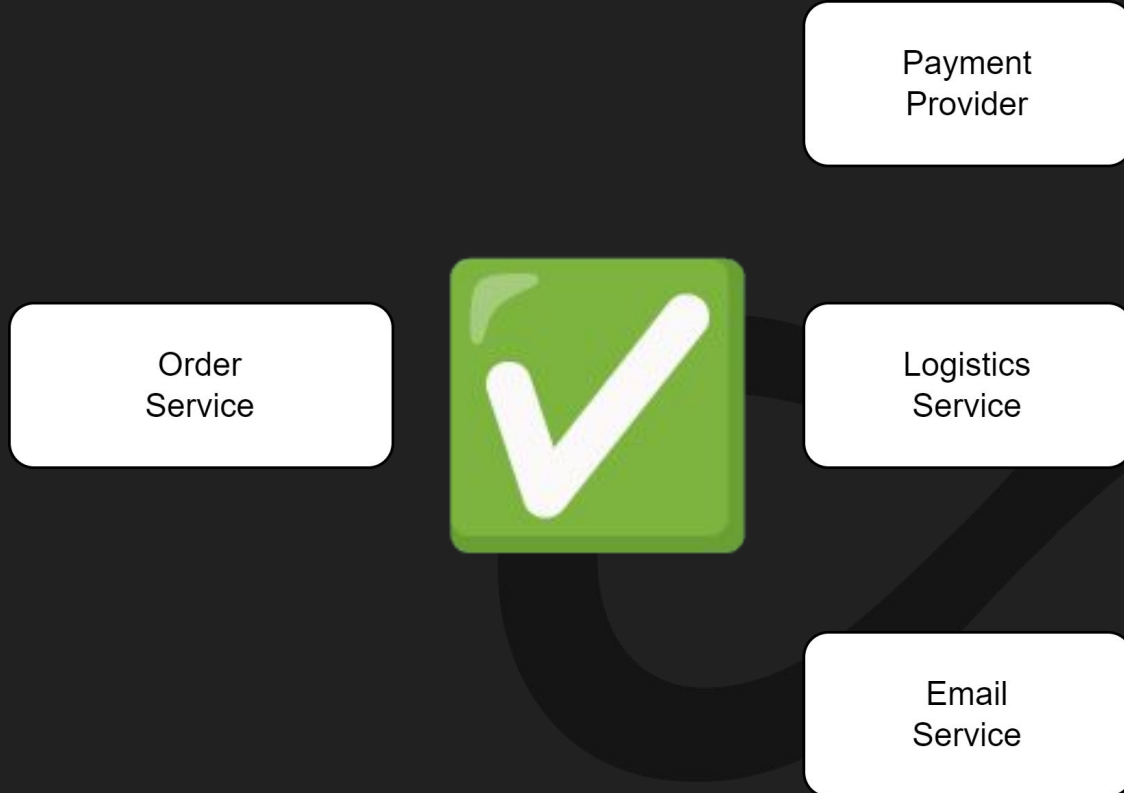 Payment
Provider
Order
Service
Logistics
Service
Email
Service